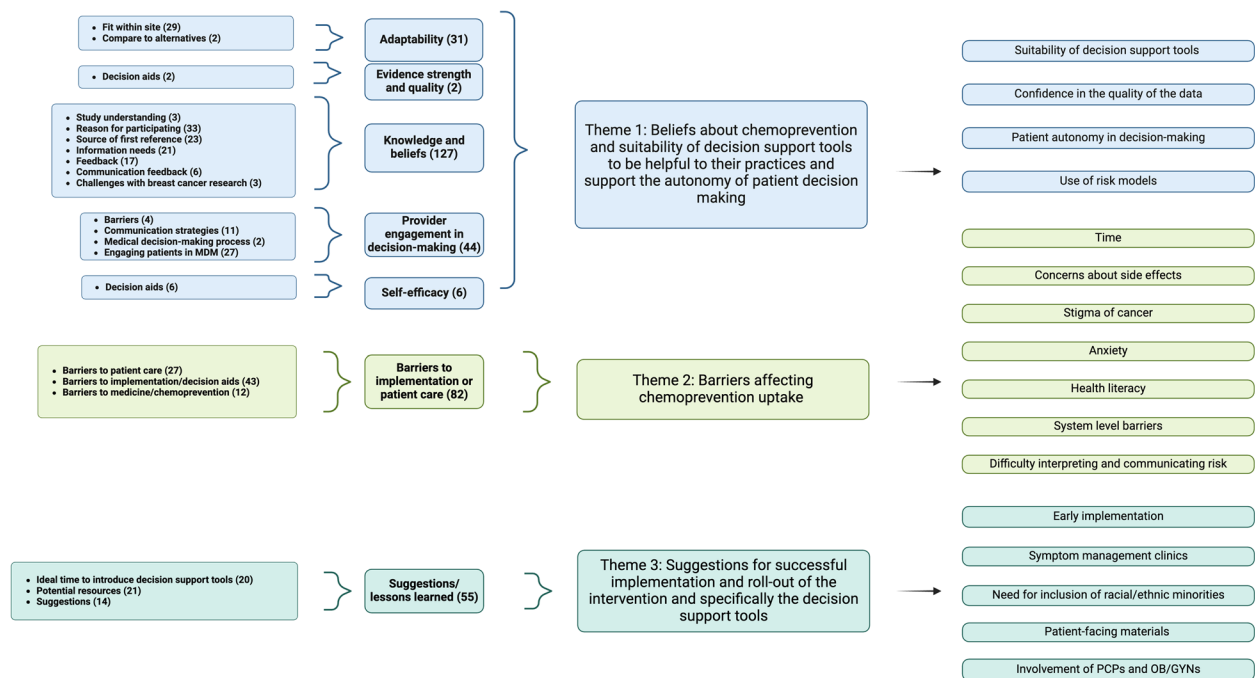 • Fit within site (29)
• Compare to alternatives (2)
Adaptability (31)
• Decision aids (2)
Evidence strength
and quality (2)
• Study understanding (3)
• Reason for participating (33)
• Source of first reference (23)
• Information needs (21)
• Feedback (17)
• Communication feedback (6)
• Challenges with breast cancer research (3)
Knowledge and
beliefs (127)
• Barriers (4)
• Communication strategies (11)
• Medical decision-making process (2)
• Engaging patients in MDM (27)
Provider
engagement in
decision-making (44)
• Decision aids (6)
Self-efficacy (6)
Theme 1: Beliefs about chemoprevention
and suitability of decision support tools
to be helpful to their practices and
support the autonomy of patient decision
making
Suitability of decision support tools
Confidence in the quality of the data
Patient autonomy in decision-making
Use of risk models
• Barriers to patient care (27)
• Barriers to implementation/decision aids (43)
• Barriers to medicine/chemoprevention (12)
Barriers to
implementation or
patient care (82)
Theme 2: Barriers affecting
chemoprevention uptake
Time
Concerns about side effects
Stigma of cancer
Anxiety
Health literacy
System level barriers
Difficulty interpreting and communicating risk
• Ideal time to introduce decision support tools (20)
• Potential resources (21)
• Suggestions (14)
Suggestions/
lessons learned (55)
Theme 3: Suggestions for successful
implementation and roll-out of the
intervention and specifically the decision
support tools
Early implementation
Symptom management clinics
Need for inclusion of racial/ethnic minorities
Patient-facing materials
Involvement of PCPs and OB/GYNs